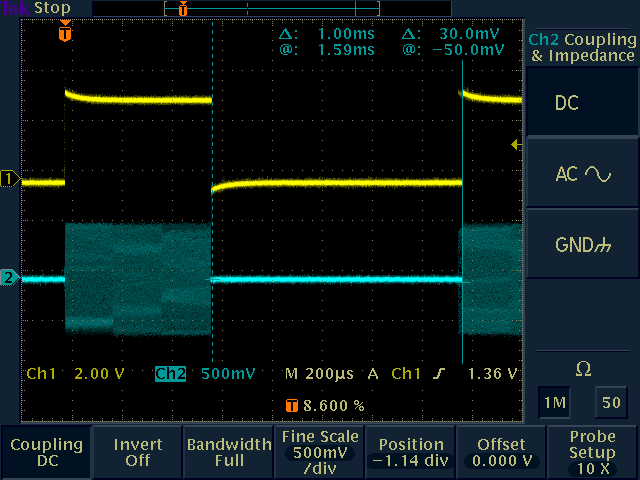 Tek Stop
T
T
Δ: 1.00ms Δ: 30.0mV
@: 1.59ms @: −50.0mV
Ch2 Coupling
& Impedance
DC
AC
GND
1
2
Ch1 2.00 V Ch2 500mV M 200µs A Ch1 1.36 V
T 8.600 %
Ω
1M 50
Coupling
DC
Invert
Off
Bandwidth
Full
Fine Scale
500mV
/div
Position
−1.14 div
Offset
0.000 V
Probe
Setup
10 X